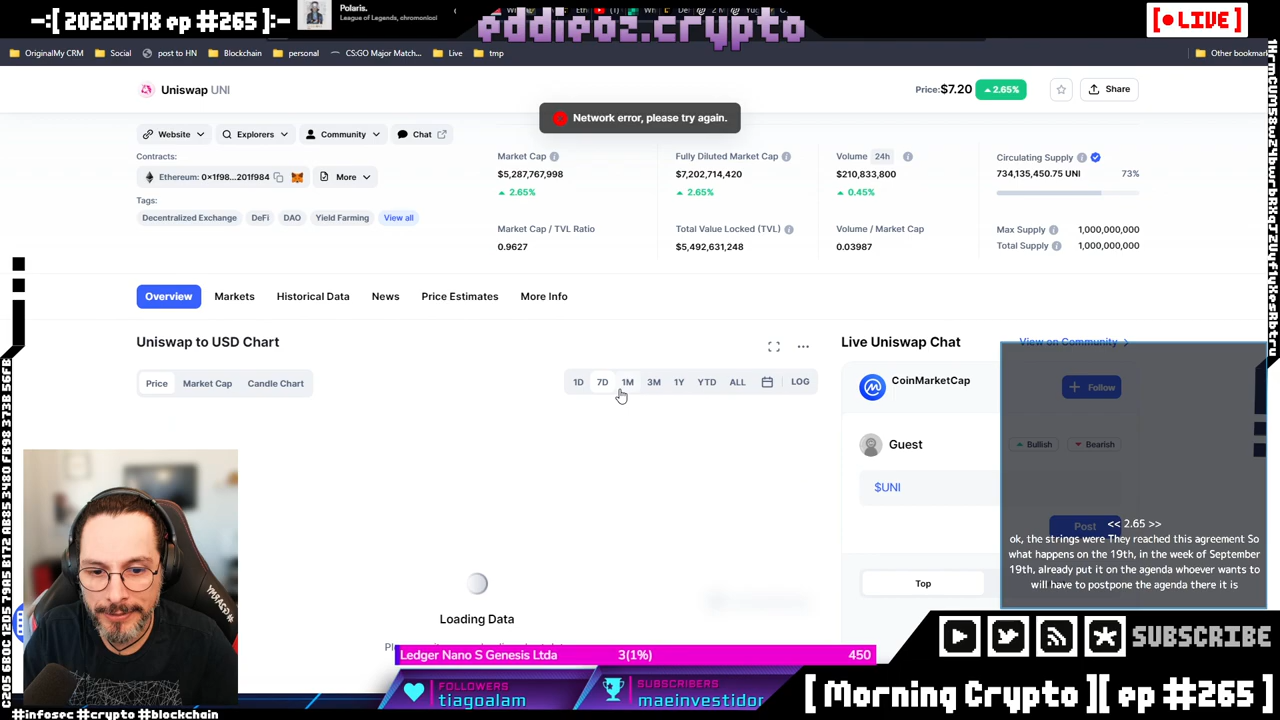 -:[ 20220718 ep #265 ]:-
Polaris.
League of Legends, chromonicci
eddieoz.crypto
[● LIVE]
OriginalMy CRM
Social
post to HN
Blockchain
personal
CS:GO Major Match...
Live
tmp
Other bookmar
Uniswap UNI
Price: $7.20
2.65%
Share
Network error, please try again.
Website
Explorers
Community
Chat
Contracts:
Ethereum: 0x1f98...201f984
More
Tags:
Decentralized Exchange
DeFi
DAO
Yield Farming
View all
Market Cap
$5,287,767,998
2.65%
Market Cap / TVL Ratio
0.9627
Fully Diluted Market Cap
$7,202,714,420
2.65%
Total Value Locked (TVL)
$5,492,631,248
Volume 24h
$210,833,800
0.45%
Volume / Market Cap
0.03987
Circulating Supply
734,135,450.75 UNI
73%
Max Supply
1,000,000,000
Total Supply
1,000,000,000
Overview
Markets
Historical Data
News
Price Estimates
More Info
Uniswap to USD Chart
Price
Market Cap
Candle Chart
1D
7D
1M
3M
1Y
YTD
ALL
LOG
Loading Data
Live Uniswap Chat
View on Community
CoinMarketCap
+ Follow
Guest
Bullish
Bearish
$UNI
Post
Top
<< 2.65 >>
ok, the strings were They reached this agreement So
what happens on the 19th, in the week of September
19th, already put it on the agenda whoever wants to
will have to postpone the agenda there it is
Ledger Nano S Genesis Ltda
3(1%)
450
FOLLOWERS
tiagpalam
SUBSCRIBERS
maeinvestidor
SUBSCRIBE
[ Morning Crypto ][ ep #265 ]
#infosec #crypto #blockchain